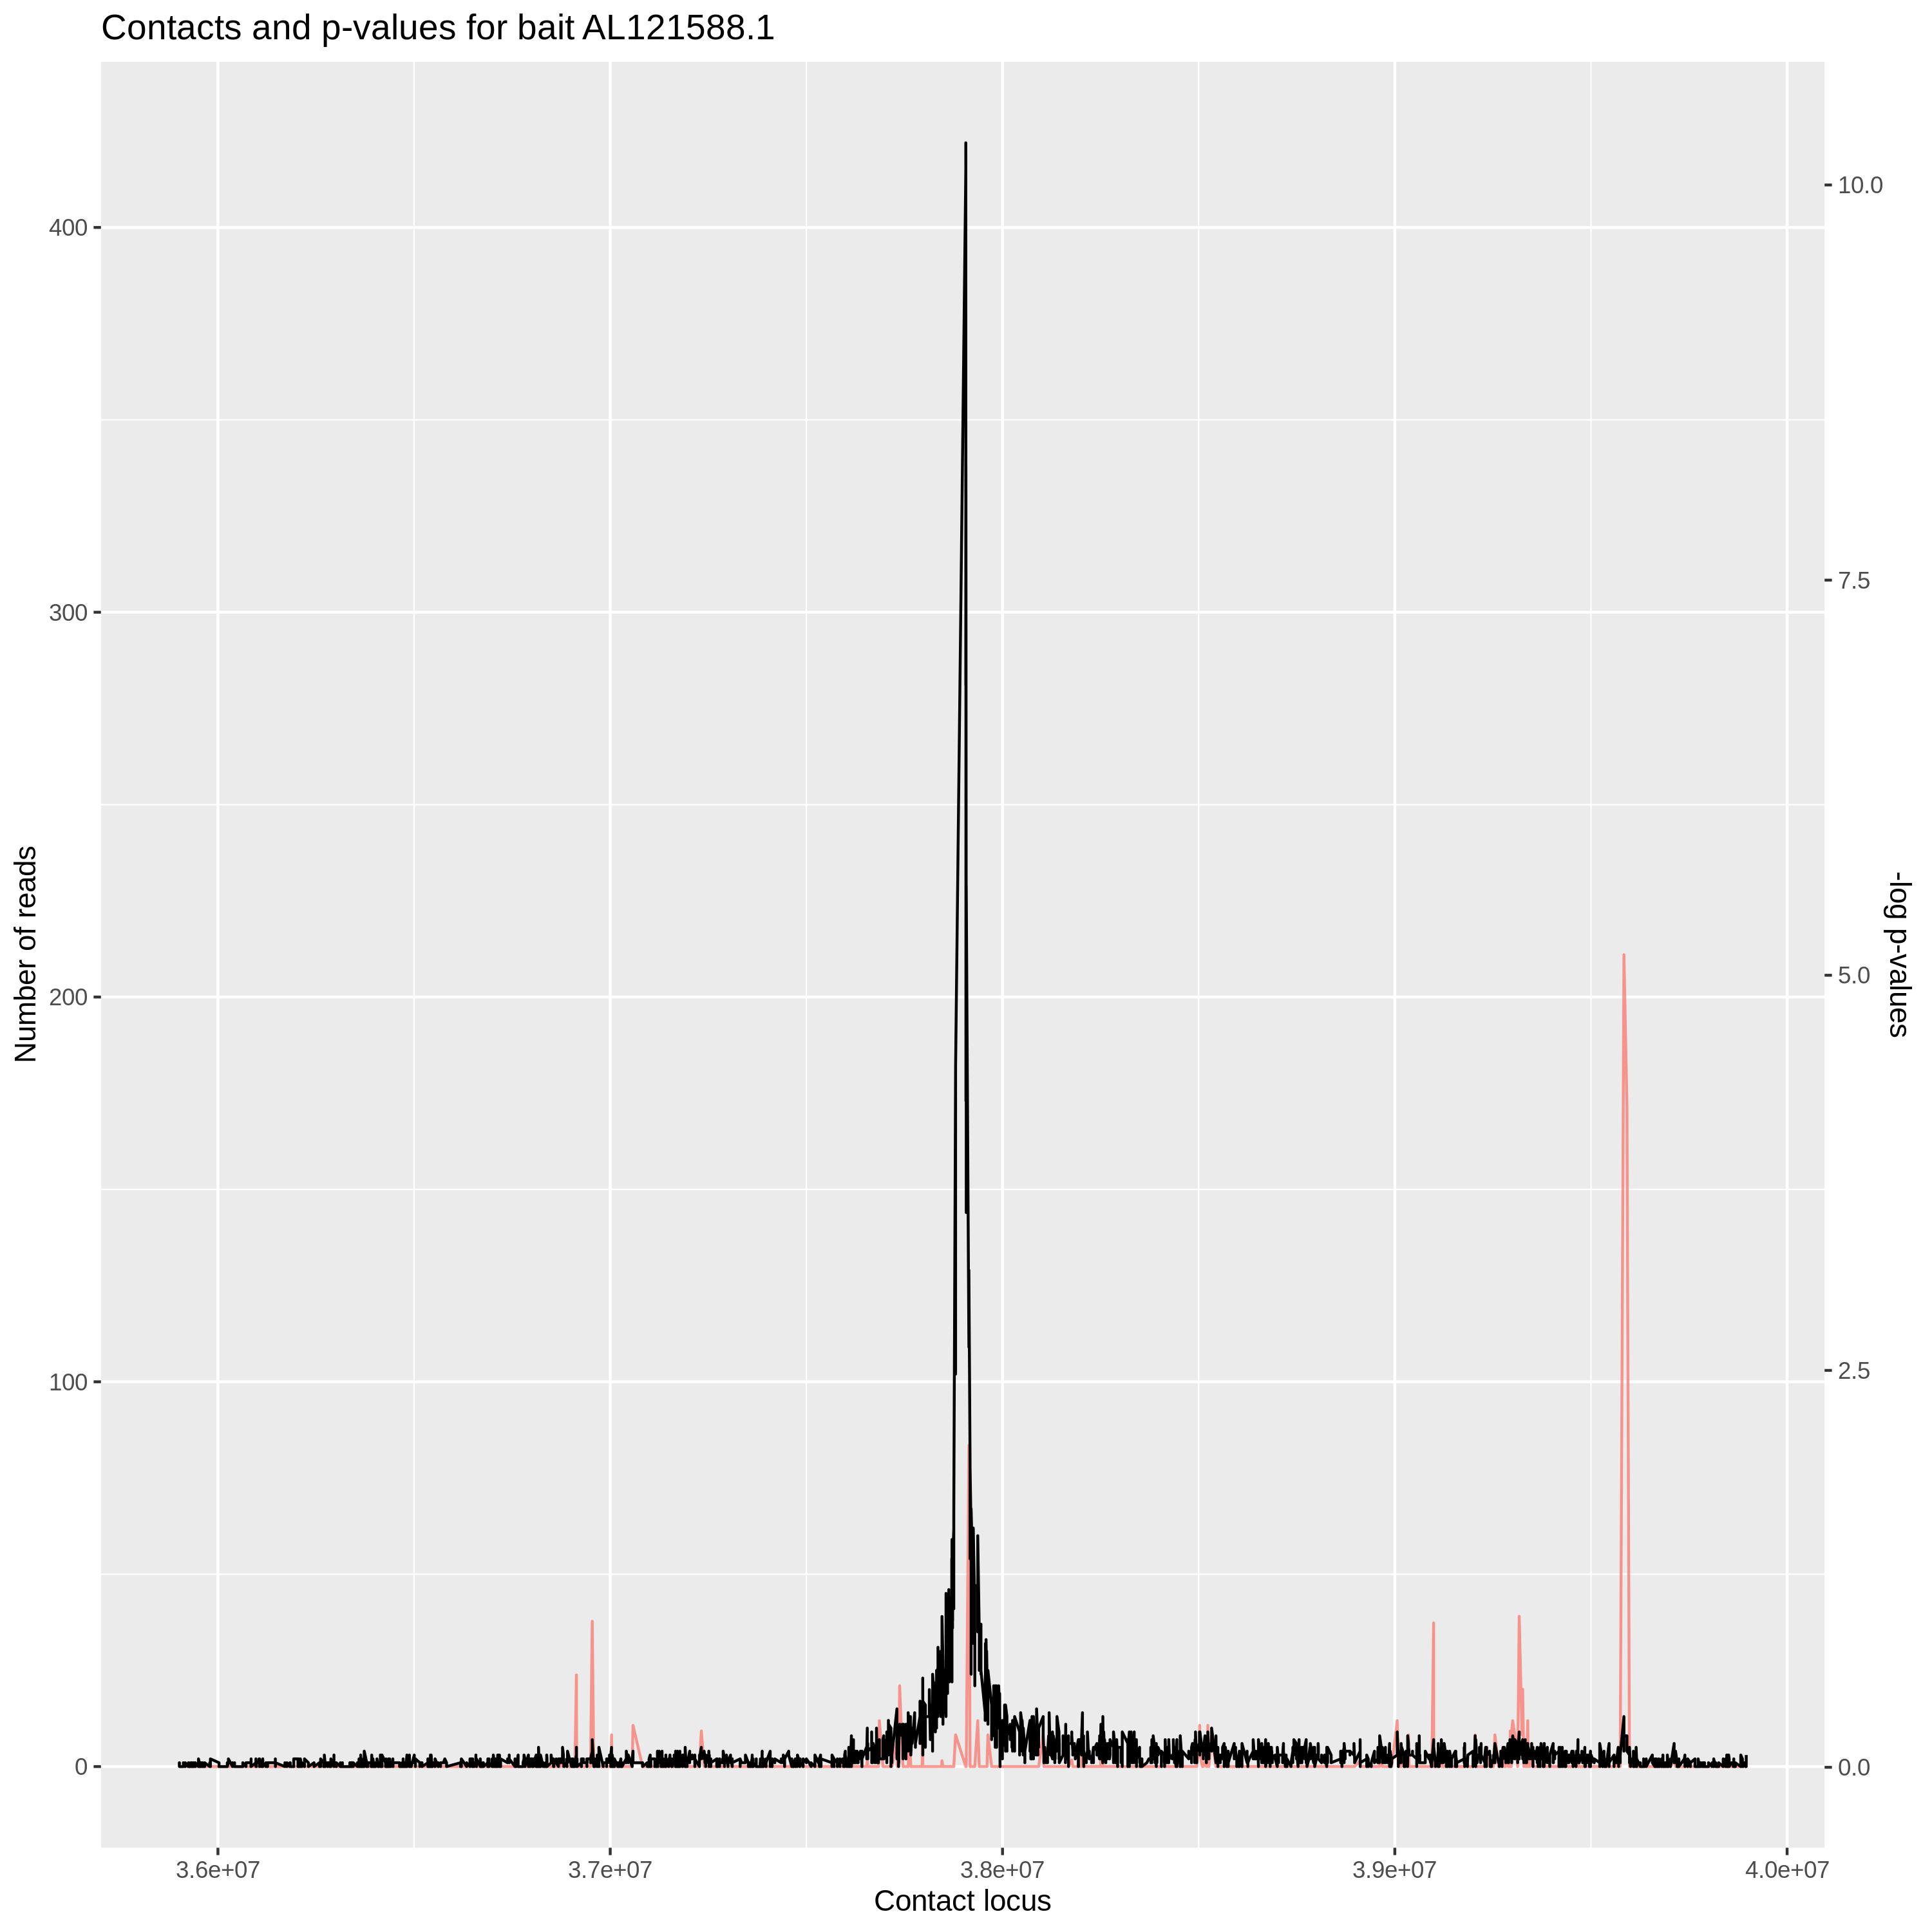 Contacts and p-values for bait AL121588.1
400
300
200
100
0
10.0
7.5
5.0
2.5
0.0
Number of reads
-log p-values
3.6e+07
3.7e+07
3.8e+07
3.9e+07
4.0e+07
Contact locus